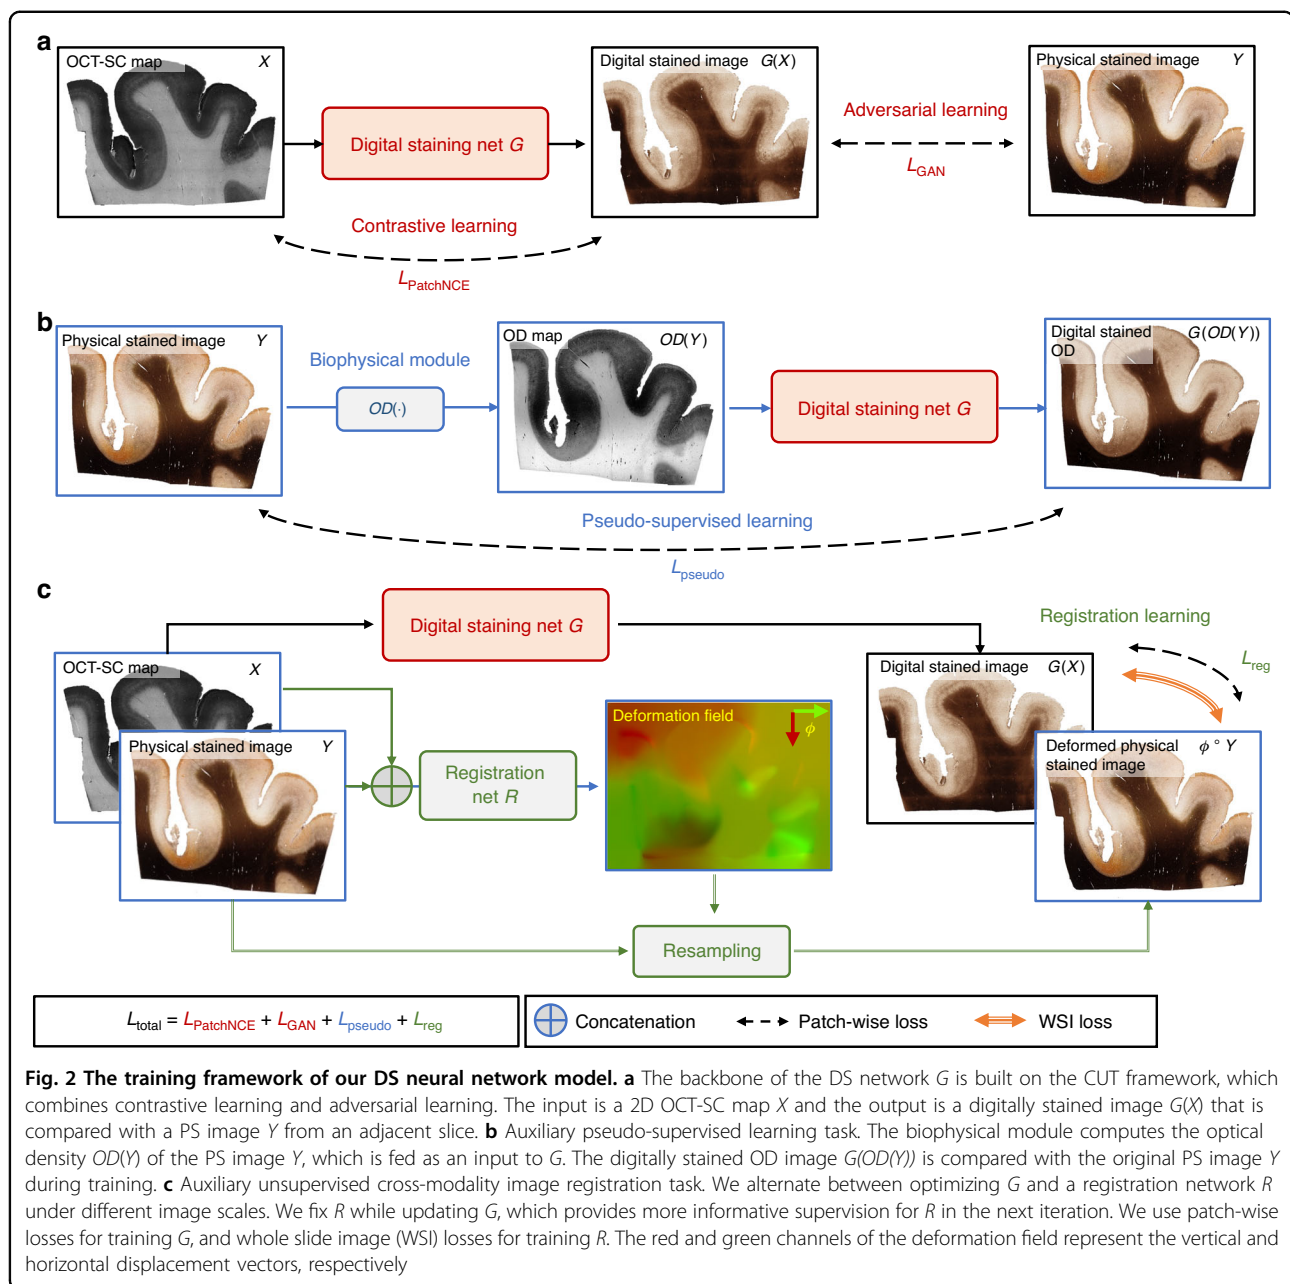 a
OCT-SC map X
Digital staining net G
Digital stained image G(X)
Adversarial learning
L_GAN
Physical stained image Y
Contrastive learning
L_PatchNCE
b
Physical stained image Y
Biophysical module
OD(·)
OD map OD(Y)
Digital staining net G
Digital stained G(OD(Y))
OD
Pseudo-supervised learning
L_pseudo
c
Digital staining net G
Registration learning
L_reg
OCT-SC map X
Physical stained image Y
Registration
net R
Deformation field
ϕ
Digital stained image G(X)
Deformed physical ϕ ° Y
stained image
Resampling
L_total = L_PatchNCE + L_GAN + L_pseudo + L_reg
Concatenation
Patch-wise loss
WSI loss
Fig. 2 The training framework of our DS neural network model. a The backbone of the DS network G is built on the CUT framework, which
combines contrastive learning and adversarial learning. The input is a 2D OCT-SC map X and the output is a digitally stained image G(X) that is
compared with a PS image Y from an adjacent slice. b Auxiliary pseudo-supervised learning task. The biophysical module computes the optical
density OD(Y) of the PS image Y, which is fed as an input to G. The digitally stained OD image G(OD(Y)) is compared with the original PS image Y
during training. c Auxiliary unsupervised cross-modality image registration task. We alternate between optimizing G and a registration network R
under different image scales. We fix R while updating G, which provides more informative supervision for R in the next iteration. We use patch-wise
losses for training G, and whole slide image (WSI) losses for training R. The red and green channels of the deformation field represent the vertical and
horizontal displacement vectors, respectively